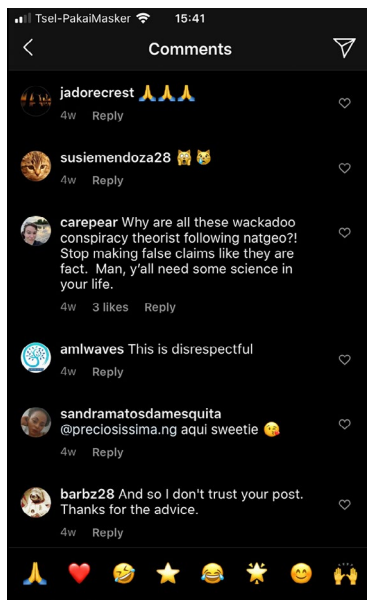 Tsel-PakaiMasker 15:41
Comments
jadorecrest 🙏🙏🙏
4w Reply
susiemendoza28 🙀😿
4w Reply
carepear Why are all these wackadoo
conspiracy theorist following natgeo?!
Stop making false claims like they are
fact. Man, y'all need some science in
your life.
4w 3 likes Reply
amlwaves This is disrespectful
4w Reply
sandramatosdamesquita
@preciosissima.ng aqui sweetie 😘
4w Reply
barbz28 And so I don't trust your post.
Thanks for the advice.
4w Reply